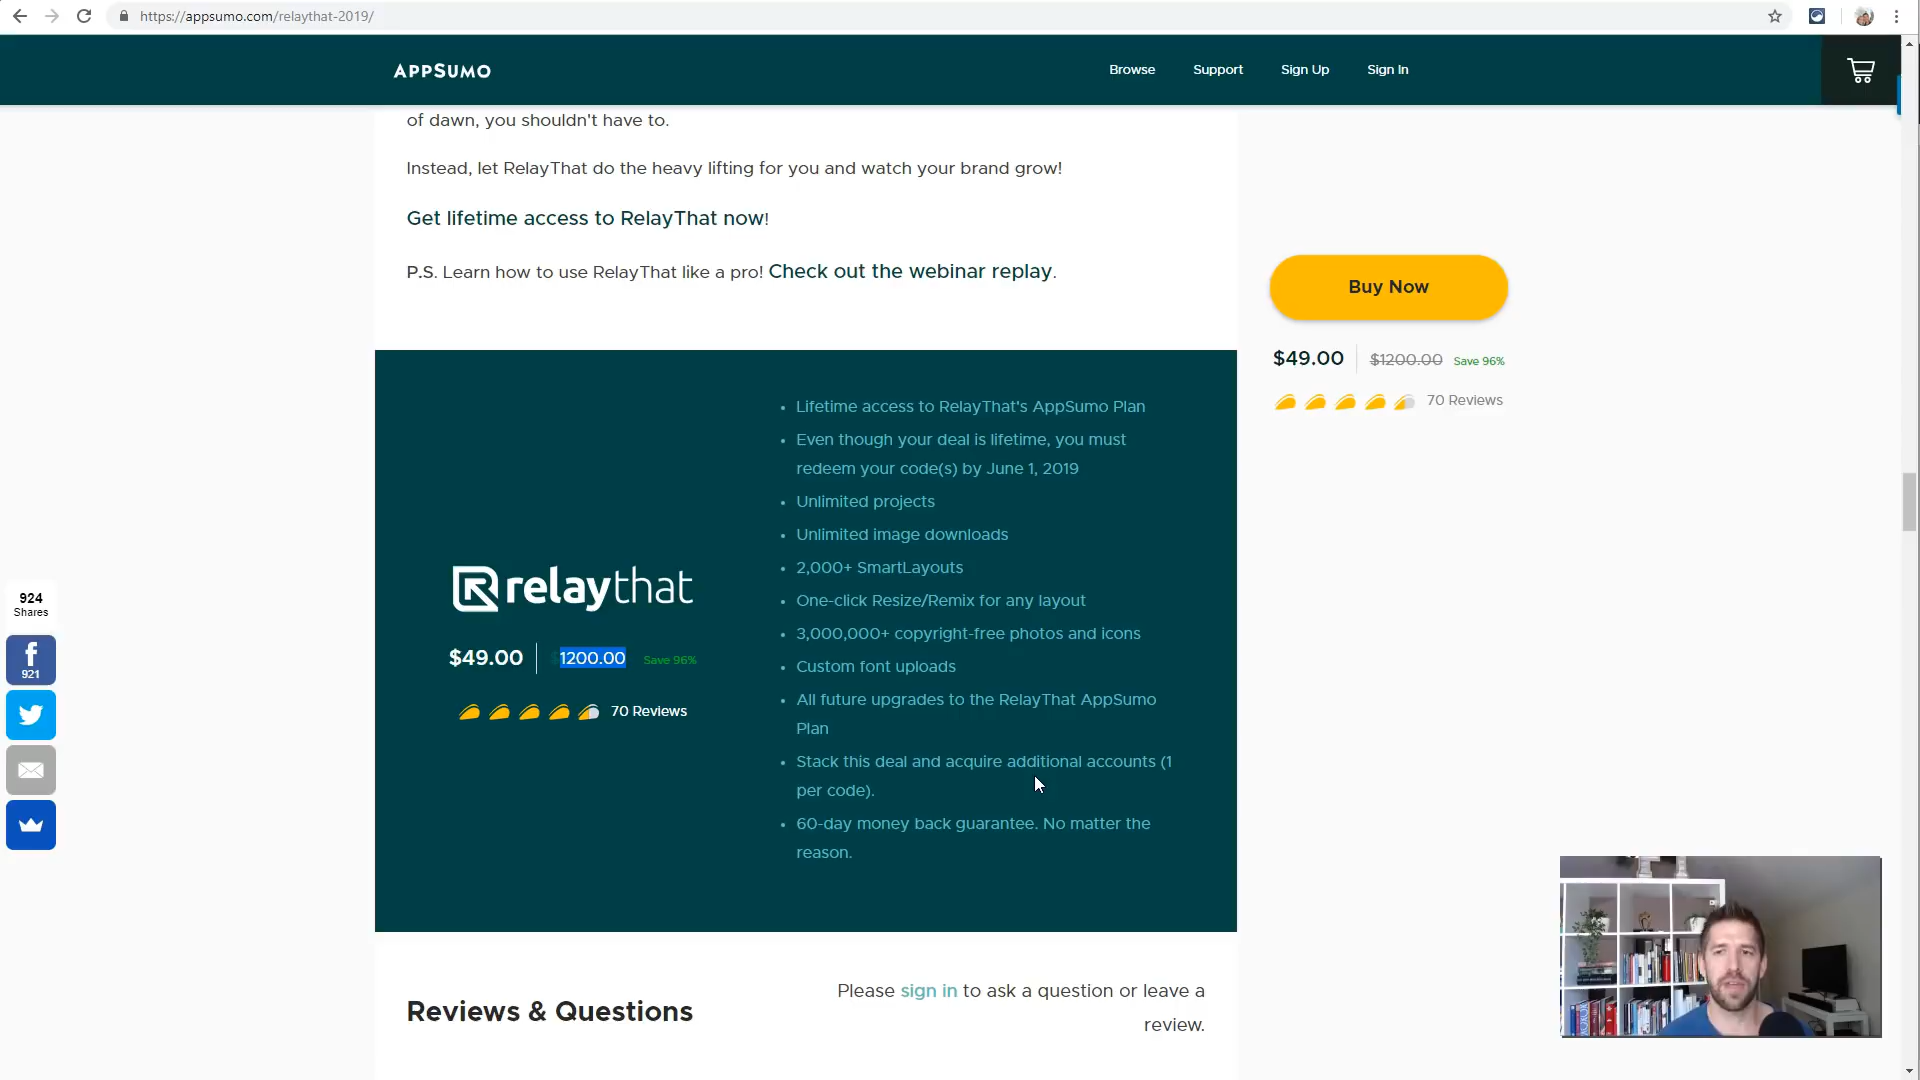 https://appsumo.com/relaythat-2019/
APPSUMO
Browse
Support
Sign Up
Sign In
of dawn, you shouldn't have to.
Instead, let RelayThat do the heavy lifting for you and watch your brand grow!
Get lifetime access to RelayThat now!
P.S. Learn how to use RelayThat like a pro! Check out the webinar replay.
Buy Now
$49.00
$1200.00
Save 96%
70 Reviews
relaythat
$49.00
$1200.00
Save 96%
70 Reviews
• Lifetime access to RelayThat's AppSumo Plan
• Even though your deal is lifetime, you must
redeem your code(s) by June 1, 2019
• Unlimited projects
• Unlimited image downloads
• 2,000+ SmartLayouts
• One-click Resize/Remix for any layout
• 3,000,000+ copyright-free photos and icons
• Custom font uploads
• All future upgrades to the RelayThat AppSumo
Plan
• Stack this deal and acquire additional accounts (1
per code).
• 60-day money back guarantee. No matter the
reason.
924
Shares
f
921
Reviews & Questions
Please sign in to ask a question or leave a
review.